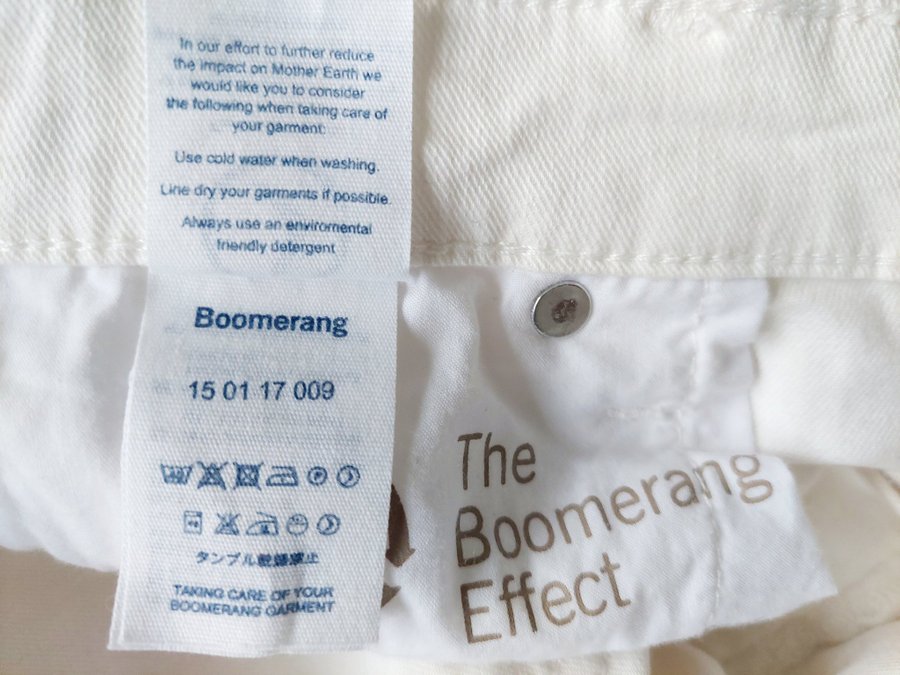 In our effort to further reduce
the impact on Mother Earth we
would like you to consider
the following when taking care of
your garment:
Use cold water when washing.
Line dry your garments if possible.
Always use an enviromental
friendly detergent
Boomerang
15 01 17 009
タンブル乾燥禁止
TAKING CARE OF YOUR
BOOMERANG GARMENT
The
Boomerang
Effect